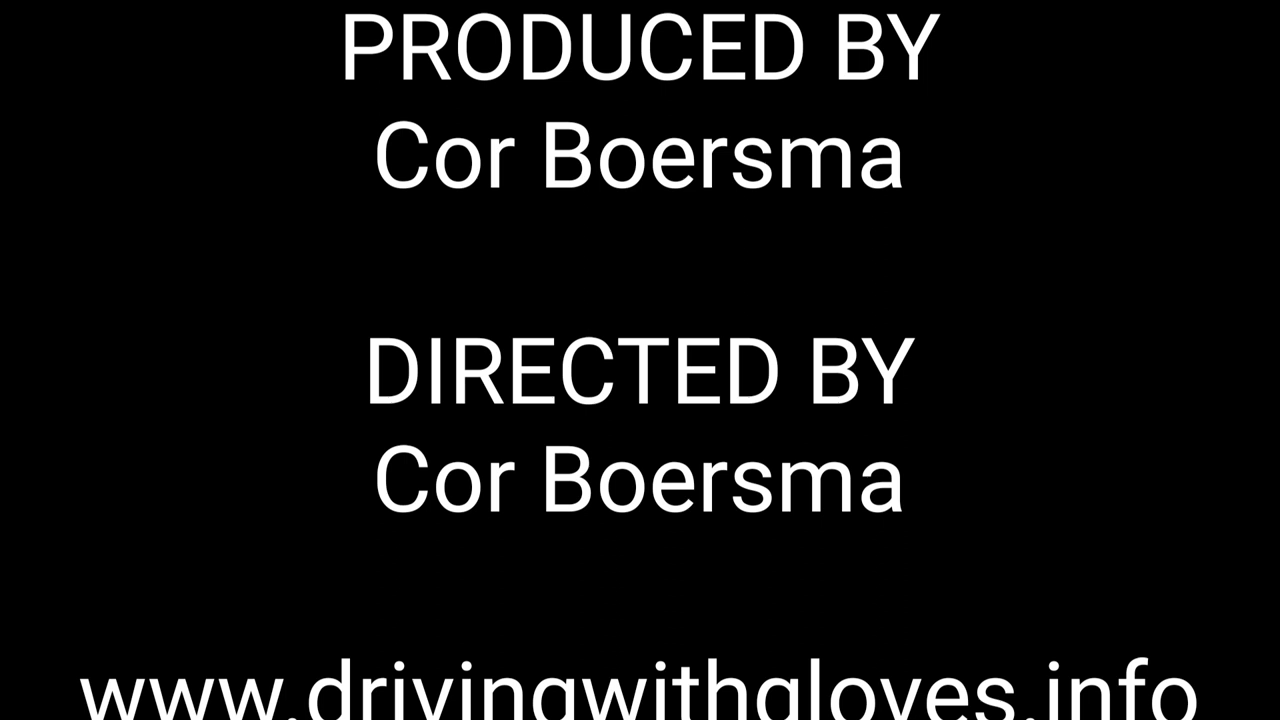 PRODUCED BY
Cor Boersma
DIRECTED BY
Cor Boersma
www.drivingwithgloves.info